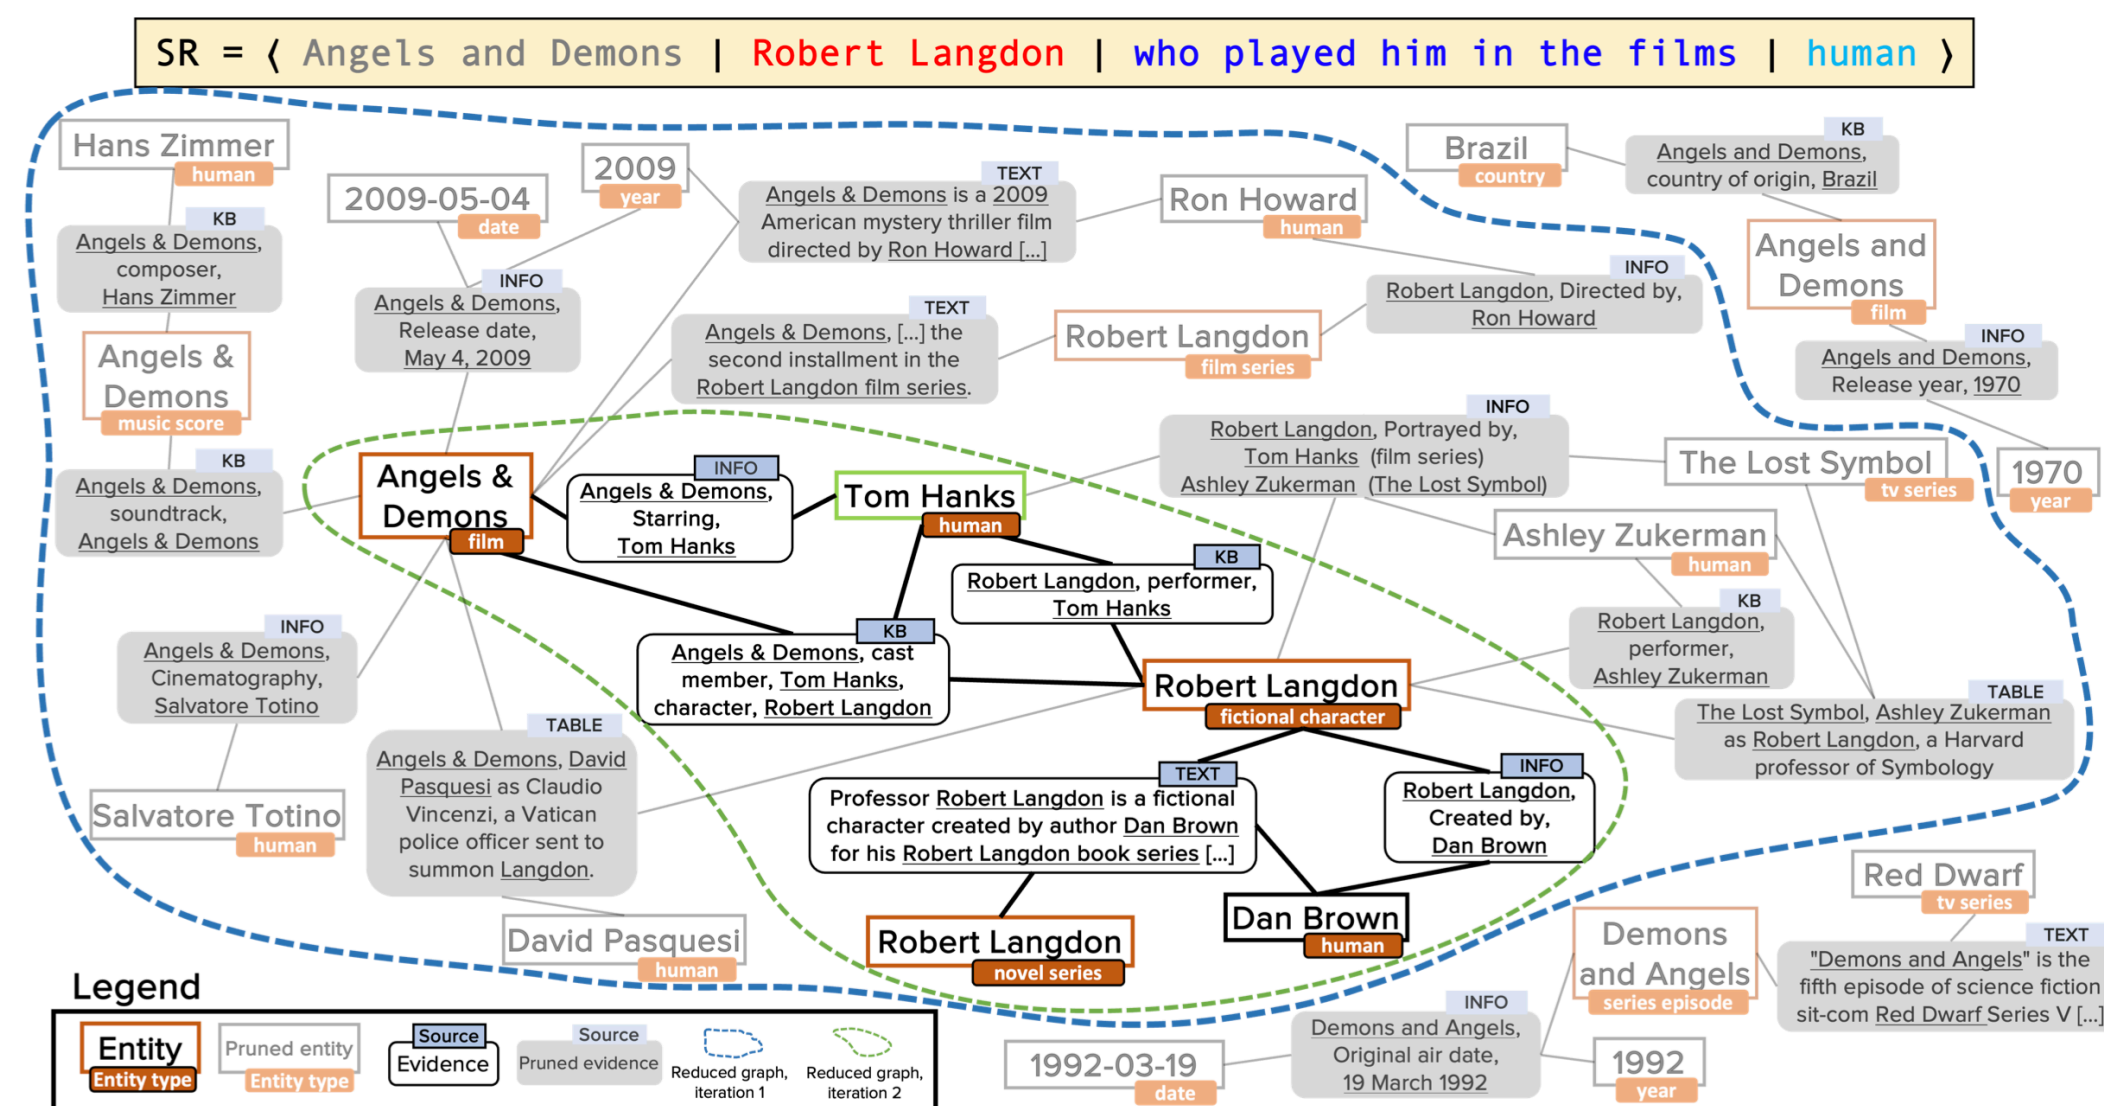 SR = ⟨ Angels and Demons | Robert Langdon | who played him in the films | human ⟩
Hans Zimmer
human
KB
Angels & Demons,
composer,
Hans Zimmer
Angels &
Demons
music score
KB
Angels & Demons,
soundtrack,
Angels & Demons
2009-05-04
date
2009
year
INFO
Angels & Demons,
Release date,
May 4, 2009
TEXT
Angels & Demons is a 2009
American mystery thriller film
directed by Ron Howard [...]
Ron Howard
human
TEXT
Angels & Demons, [...] the
second installment in the
Robert Langdon film series.
Robert Langdon
film series
INFO
Robert Langdon, Directed by,
Ron Howard
Brazil
country
KB
Angels and Demons,
country of origin, Brazil
Angels and
Demons
film
INFO
Angels and Demons,
Release year, 1970
1970
year
Angels &
Demons
film
INFO
Angels & Demons,
Starring,
Tom Hanks
Tom Hanks
human
INFO
Robert Langdon, Portrayed by,
Tom Hanks (film series)
Ashley Zukerman (The Lost Symbol)
The Lost Symbol
tv series
Ashley Zukerman
human
KB
Robert Langdon, performer,
Tom Hanks
KB
Angels & Demons, cast
member, Tom Hanks,
character, Robert Langdon
KB
Robert Langdon,
performer,
Ashley Zukerman
Robert Langdon
fictional character
TABLE
The Lost Symbol, Ashley Zukerman
as Robert Langdon, a Harvard
professor of Symbology
INFO
Angels & Demons,
Cinematography,
Salvatore Totino
Salvatore Totino
human
TABLE
Angels & Demons, David
Pasquesi as Claudio
Vincenzi, a Vatican
police officer sent to
summon Langdon.
David Pasquesi
human
TEXT
Professor Robert Langdon is a fictional
character created by author Dan Brown
for his Robert Langdon book series [...]
INFO
Robert Langdon,
Created by,
Dan Brown
Robert Langdon
novel series
Dan Brown
human
Red Dwarf
tv series
Demons
and Angels
series episode
TEXT
"Demons and Angels" is the
fifth episode of science fiction
sit-com Red Dwarf Series V [...]
INFO
Demons and Angels,
Original air date,
19 March 1992
1992-03-19
date
1992
year
Legend
Entity
Entity type
Pruned entity
Entity type
Source
Evidence
Source
Pruned evidence
Reduced graph,
iteration 1
Reduced graph,
iteration 2